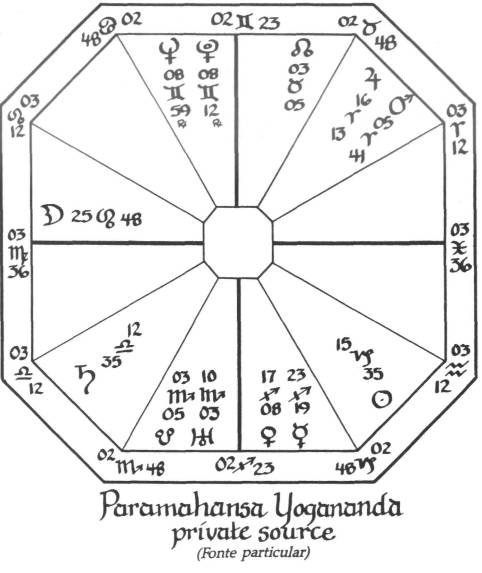 02 ♋ 48
02 ♊ 23
02 ♉ 48
♆ 08 ♊ 59 ℞
♇ 08 ♊ 12 ℞
☊ 03 ♉ 05
♃ 16 ♈ 13
♂ 05 ♈ 41
03 ♌ 12
03 ♈ 12
☽ 25 ♌ 48
03 ♍ 36
03 ♓ 36
12 ♎ 35 ♄
15 ♑ 35 ☉
03 ♎ 12
03 ♒ 12
03 ♏ 05 ☋
10 ♏ 03 ♅
17 ♐ 08 ♀
23 ♐ 19 ☿
02 ♏ 48
02 ♐ 23
02 ♑ 48
Paramahansa Yogananda
private source
(Fonte particular)